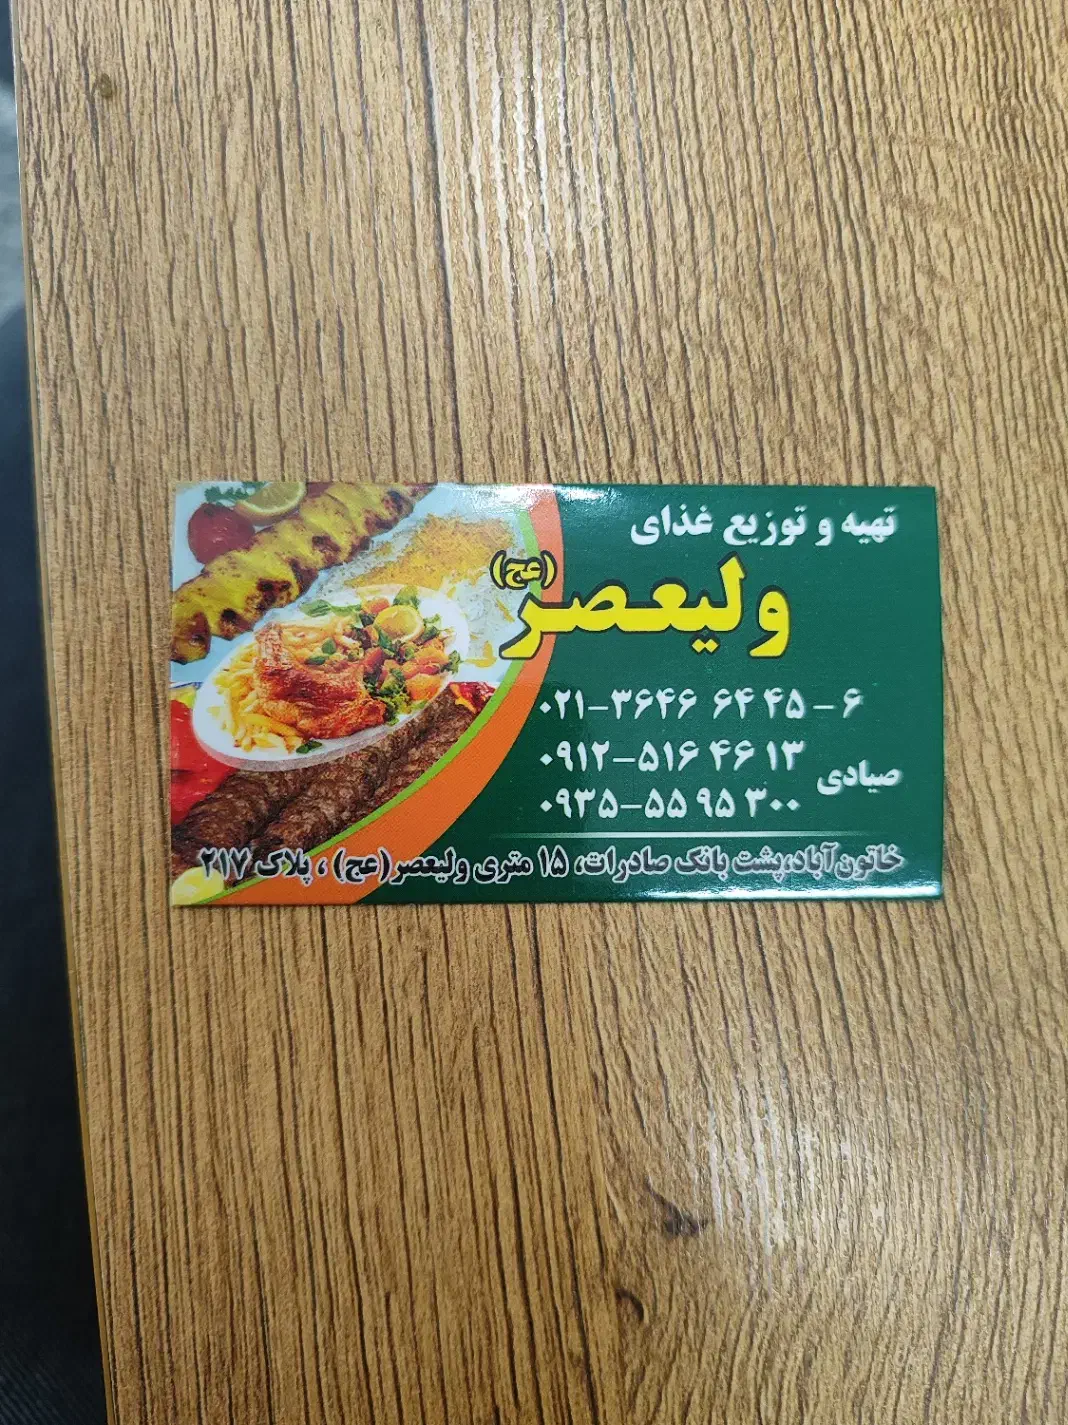 تهیه و توزیع غذای
ولیعصر (عج)
۰۲۱-۳۶۴۶ ۶۴ ۴۵ - ۶
صیادی
۰۹۱۲-۵۱۶ ۴۶ ۱۳
۰۹۳۵-۵۵ ۹۵ ۳۰۰
خاتون‌آباد،پشت بانک صادرات، ۱۵ متری ولیعصر(عج) ، پلاک ۲۱۷